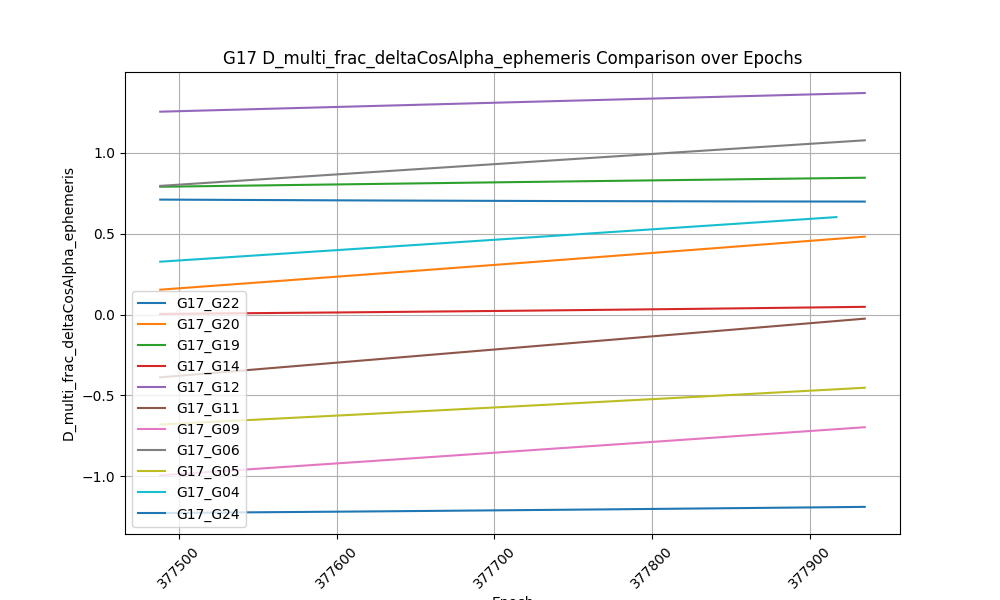 G17 D_multi_frac_deltaCosAlpha_ephemeris Comparison over Epochs
D_multi_frac_deltaCosAlpha_ephemeris
1.0
0.5
0.0
−0.5
−1.0
G17_G22
G17_G20
G17_G19
G17_G14
G17_G12
G17_G11
G17_G09
G17_G06
G17_G05
G17_G04
G17_G24
377500
377600
377700
377800
377900
Epoch